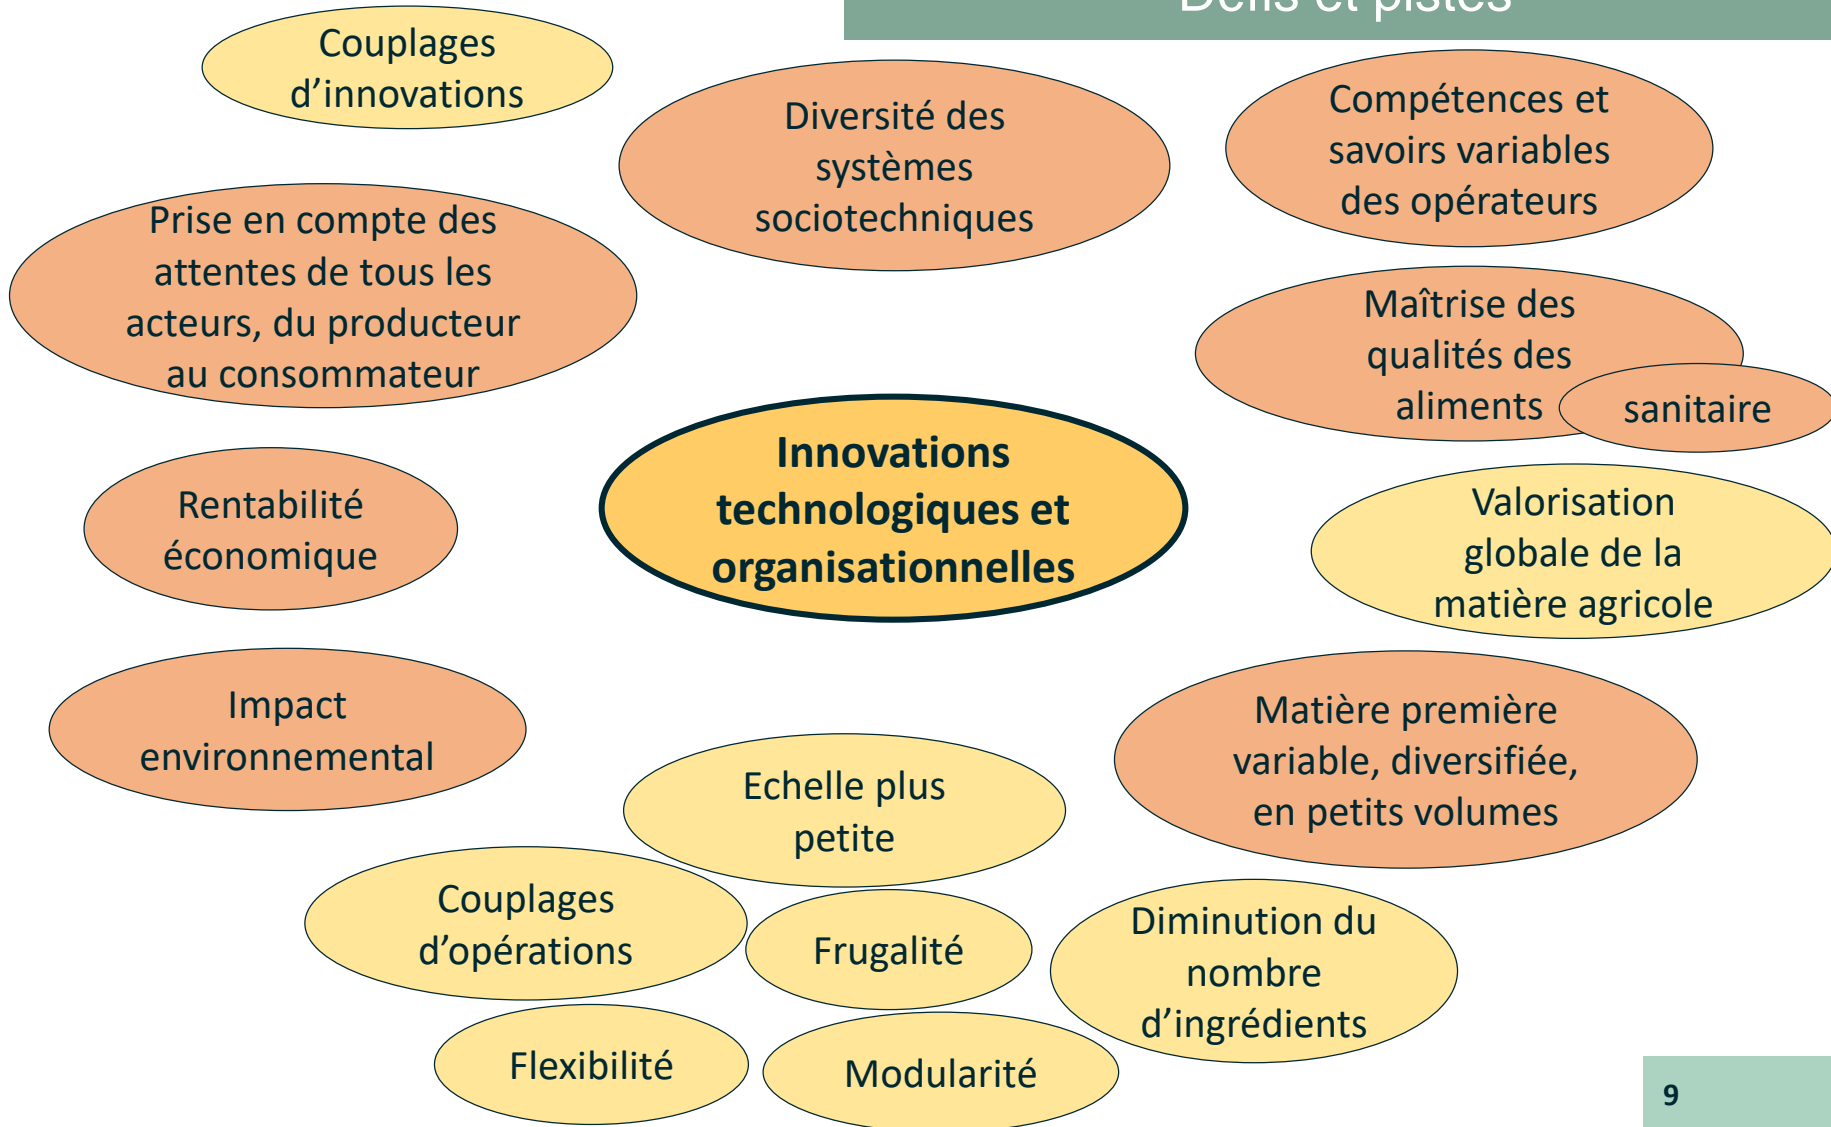 Défis et pistes
Couplages
d’innovations
Diversité des
systèmes
sociotechniques
Compétences et
savoirs variables
des opérateurs
Prise en compte des
attentes de tous les
acteurs, du producteur
au consommateur
Maîtrise des
qualités des
aliments
sanitaire
Innovations
technologiques et
organisationnelles
Rentabilité
économique
Valorisation
globale de la
matière agricole
Impact
environnemental
Matière première
variable, diversifiée,
en petits volumes
Echelle plus
petite
Couplages
d’opérations
Frugalité
Diminution du
nombre
d’ingrédients
Flexibilité
Modularité
9